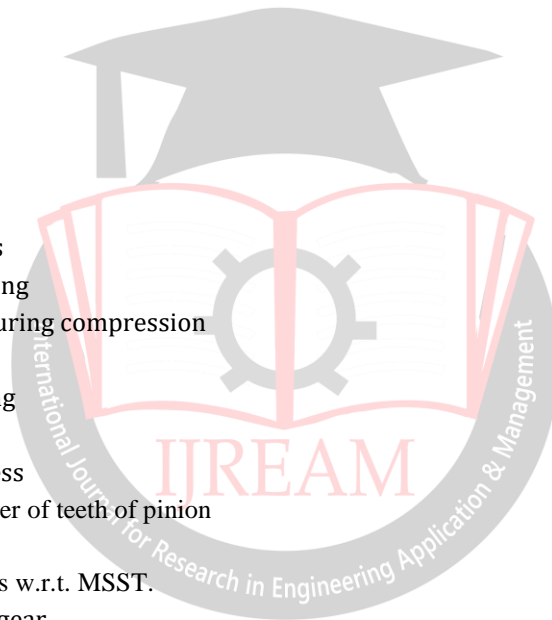 s
ng
uring compression
g
ss
er of teeth of pinion
s w.r.t. MSST.
gear
IJREAM
International Journal for Research in Engineering Application & Management